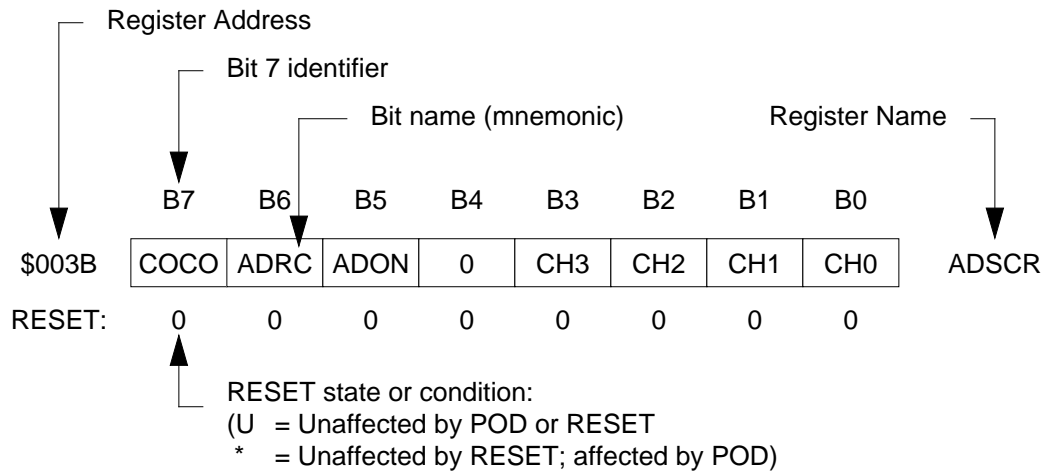 Register Address
Bit 7 identifier
Bit name (mnemonic) Register Name
B7 B6 B5 B4 B3 B2 B1 B0
$003B COCO ADRC ADON 0 CH3 CH2 CH1 CH0 ADSCR
RESET: 0 0 0 0 0 0 0 0
RESET state or condition:
(U = Unaffected by POD or RESET
* = Unaffected by RESET; affected by POD)